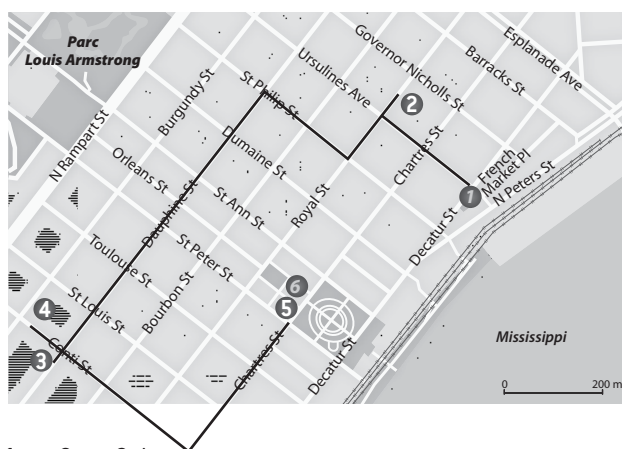 Parc
Louis Armstrong
N Rampart St
Burgundy St
St Philip St
Ursulines Ave
Governor Nicholls St
Barracks St
Esplanade Ave
2
Orleans St
Dumaine St
Chartres St
French
Market Pl
N Peters St
1
Dauphine St
St Ann St
Royal St
Decatur St
Toulouse St
St Peter St
Bourbon St
6
5
4
St Louis St
3
Conti St
Chartres St
Decatur St
Mississippi
0 200 m